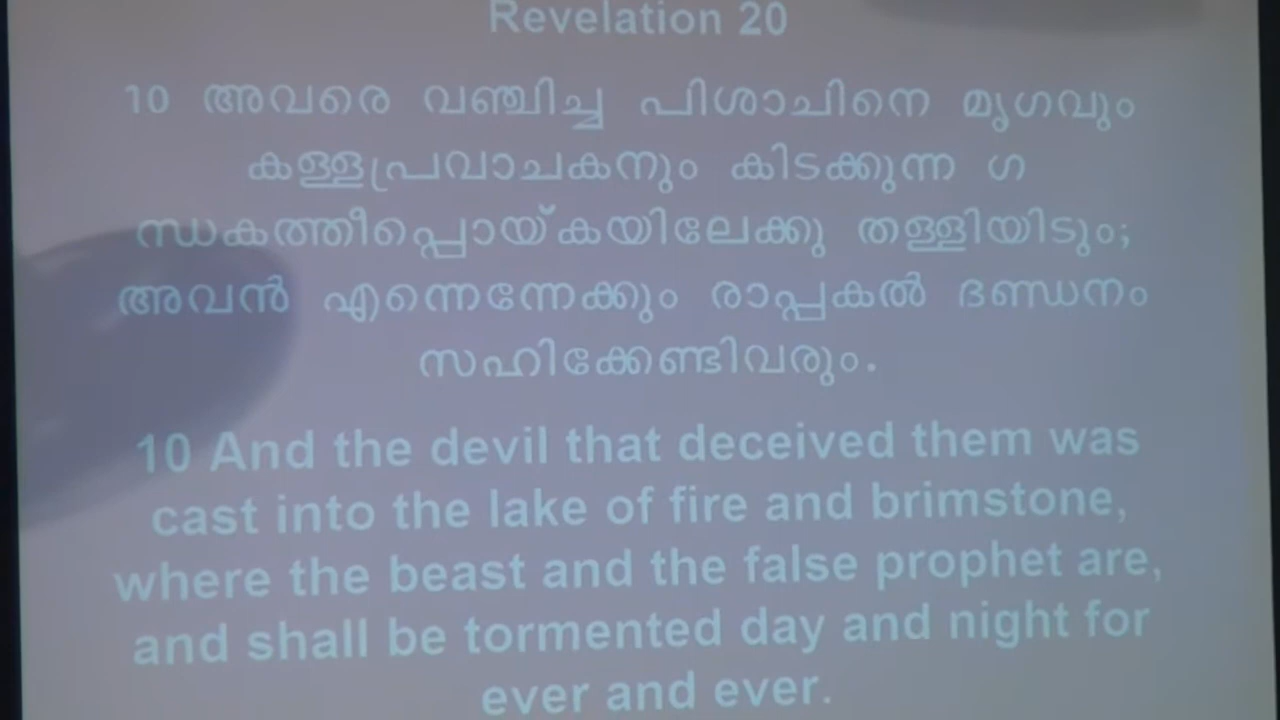 Revelation 20
10 അവരെ വഞ്ചിച്ച പിശാചിനെ മൃഗവും
കള്ളപ്രവാചകനും കിടക്കുന്ന ഗ
ന്ധകത്തീപ്പൊയ്കയിലേക്കു തള്ളിയിടും;
അവൻ എന്നെന്നേക്കും രാപ്പകൽ ദണ്ഡനം
സഹിക്കേണ്ടിവരും.
10 And the devil that deceived them was
cast into the lake of fire and brimstone,
where the beast and the false prophet are,
and shall be tormented day and night for
ever and ever.